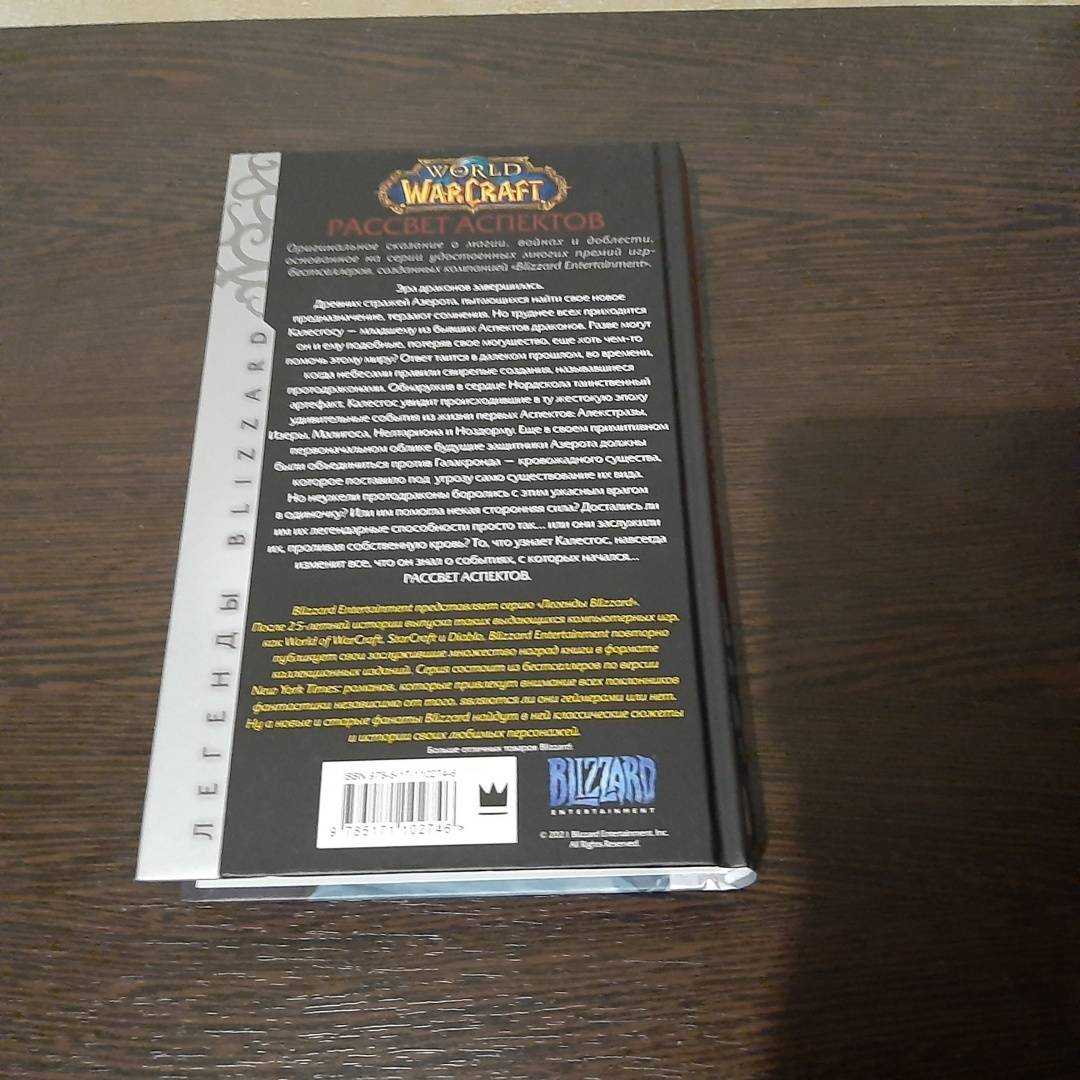 WORLD
WARCRAFT
РАССВЕТ АСПЕКТОВ
Оригинальное сказание о магии, войнах и доблести,
основанное на серии удостоенных многих премий игр-
бестселлеров, созданных компанией «Blizzard Entertainment».
Эра драконов завершилась.
Древних стражей Азерота, пытающихся найти свое новое
предназначение, терзают сомнения. Но труднее всех приходится
Калесгосу — младшему из бывших Аспектов драконов. Разве могут
он и ему подобные, потеряв свое могущество, еще хоть чем-то
помочь этому миру? Ответ таится в далеком прошлом, во времени,
когда небесами правили свирепые создания, называвшиеся
протодраконами. Обнаружив в сердце Нордскола таинственный
артефакт, Калесгос увидит происходившие в ту жестокую эпоху
удивительные события из жизни первых Аспектов: Алекстразы,
Изеры, Малигоса, Нелтариона и Ноздорму. Еще в своем примитивном
первоначальном облике будущие защитники Азерота должны
были объединиться против Галакронда — кровожадного существа,
которое поставило под угрозу само существование их вида.
Но неужели протодраконы боролись с этим ужасным врагом
в одиночку? Или им помогла некая сторонняя сила? Достались ли
им их легендарные способности просто так... или они заслужили
их, проливая собственную кровь? То, что узнает Калесгос, навсегда
изменит все, что он знал о событиях, с которых начался...
РАССВЕТ АСПЕКТОВ.
Blizzard Entertainment представляет серию «Легенды Blizzard».
После 25-летней истории выпуска таких выдающихся компьютерных игр,
как World of WarCraft, StarCraft и Diablo, Blizzard Entertainment повторно
публикует свои заслужившие множество наград книги в формате
коллекционных изданий. Серия состоит из бестселлеров по версии
New York Times: романов, которые привлекут внимание всех поклонников
фантастики независимо от того, являются ли они геймерами или нет.
Ну а новые и старые фанаты Blizzard найдут в ней классические сюжеты
и истории своих любимых персонажей.
Больше отличных товаров Blizzard:
ISBN 978-5-17-110274-6
9 785171 102746 >
BLIZZARD
ENTERTAINMENT
© 2021 Blizzard Entertainment, Inc.
All Rights Reserved.
ЛЕГЕНДЫ BLIZZARD